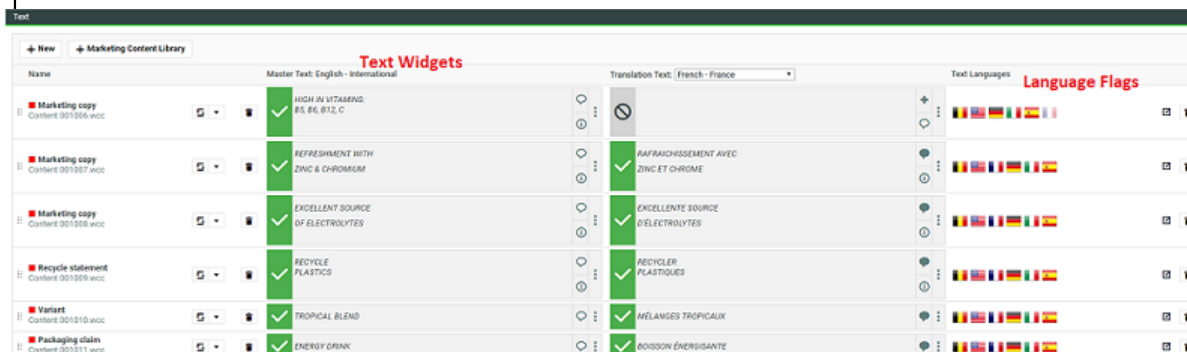 Text
+ New + Marketing Content Library
Text Widgets
Name Master Text: English - International Translation Text: French - France Text Languages
Language Flags
Marketing copy
Content 001006.wcc
HIGH IN VITAMINS:
B5, B6, B12, C
Marketing copy
Content 001007.wcc
REFRESHMENT WITH
ZINC & CHROMIUM
RAFRAICHISSEMENT AVEC
ZINC ET CHROME
Marketing copy
Content 001008.wcc
EXCELLENT SOURCE
OF ELECTROLYTES
EXCELLENTE SOURCE
D'ÉLECTROLYTES
Recycle statement
Content 001009.wcc
RECYCLE
PLASTICS
RECYCLER
PLASTIQUES
Variant
Content 001010.wcc
TROPICAL BLEND
MÉLANGES TROPICAUX
Packaging claim
Content 001011.wcc
ENERGY DRINK
BOISSON ÉNERGISANTE